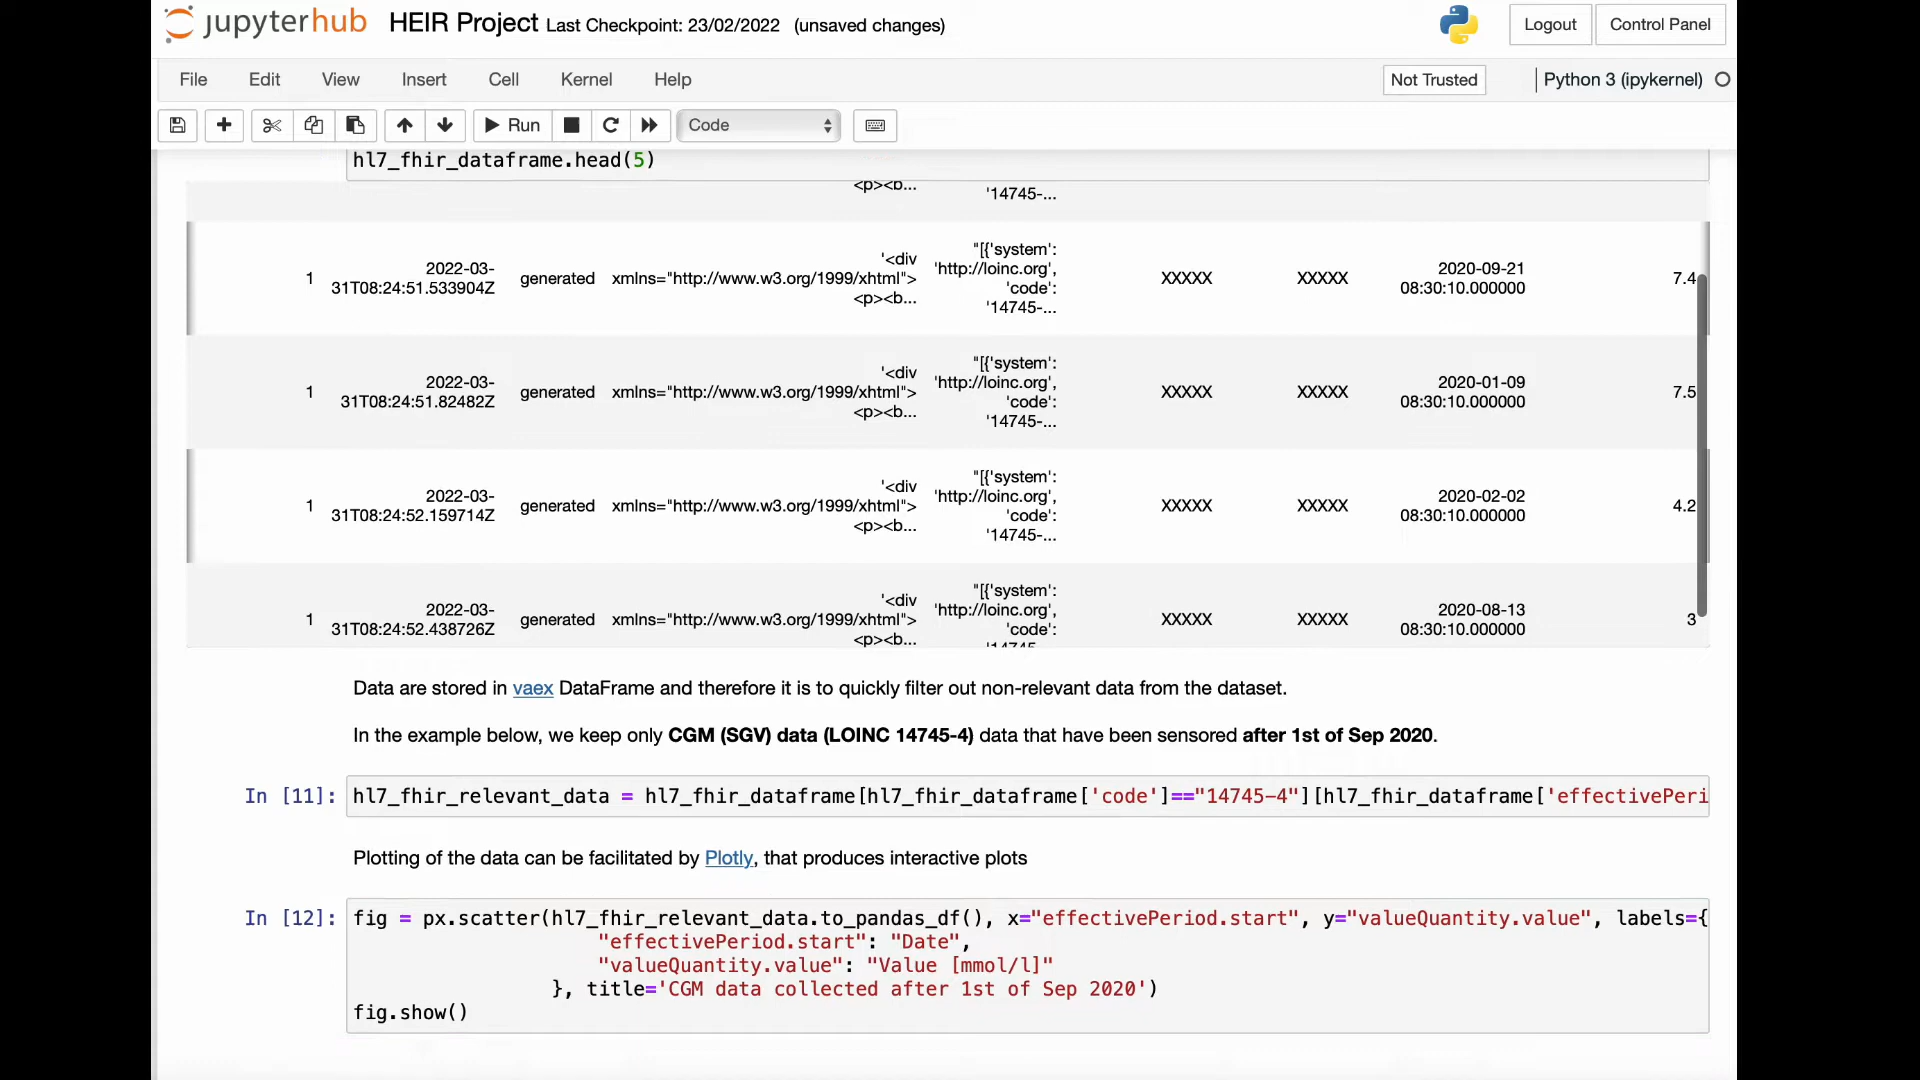 jupyterhub HEIR Project Last Checkpoint: 23/02/2022 (unsaved changes) Logout Control Panel
File Edit View Insert Cell Kernel Help Not Trusted Python 3 (ipykernel)
Run Code
hl7_fhir_dataframe.head(5)
<p><b... '14745-...
1 2022-03-31T08:24:51.533904Z generated '<div xmlns="http://www.w3.org/1999/xhtml"> <p><b... "[{'system': 'http://loinc.org', 'code': '14745-... XXXXX XXXXX 2020-09-21 08:30:10.000000 7.4
1 2022-03-31T08:24:51.82482Z generated '<div xmlns="http://www.w3.org/1999/xhtml"> <p><b... "[{'system': 'http://loinc.org', 'code': '14745-... XXXXX XXXXX 2020-01-09 08:30:10.000000 7.5
1 2022-03-31T08:24:52.159714Z generated '<div xmlns="http://www.w3.org/1999/xhtml"> <p><b... "[{'system': 'http://loinc.org', 'code': '14745-... XXXXX XXXXX 2020-02-02 08:30:10.000000 4.2
1 2022-03-31T08:24:52.438726Z generated '<div xmlns="http://www.w3.org/1999/xhtml"> <p><b... "[{'system': 'http://loinc.org', 'code': XXXXX XXXXX 2020-08-13 08:30:10.000000 3
Data are stored in vaex DataFrame and therefore it is to quickly filter out non-relevant data from the dataset.
In the example below, we keep only CGM (SGV) data (LOINC 14745-4) data that have been sensored after 1st of Sep 2020.
In [11]: hl7_fhir_relevant_data = hl7_fhir_dataframe[hl7_fhir_dataframe['code']=="14745-4"][hl7_fhir_dataframe['effectivePeri
Plotting of the data can be facilitated by Plotly, that produces interactive plots
In [12]: fig = px.scatter(hl7_fhir_relevant_data.to_pandas_df(), x="effectivePeriod.start", y="valueQuantity.value", labels={
"effectivePeriod.start": "Date",
"valueQuantity.value": "Value [mmol/l]"
}, title='CGM data collected after 1st of Sep 2020')
fig.show()